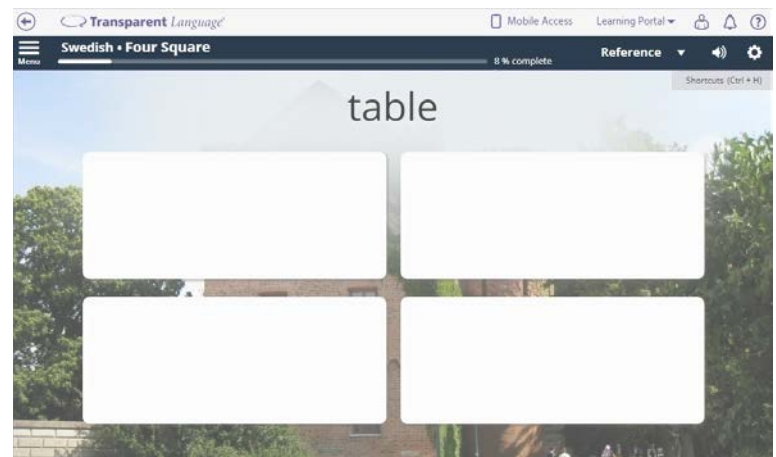 Transparent Language
Mobile Access
Learning Portal
Menu
Swedish • Four Square
8 % complete
Reference
Shortcuts (Ctrl + H)
table